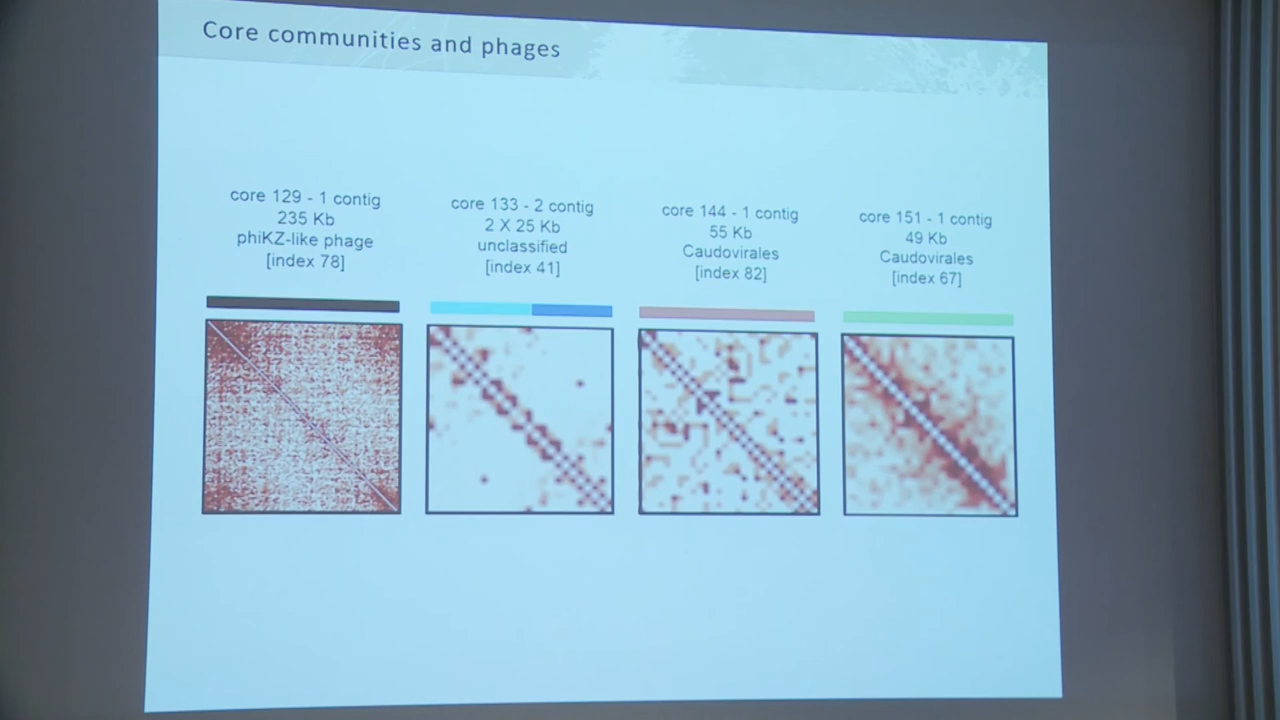 Core communities and phages
core 129 - 1 contig
235 Kb
phiKZ-like phage
[index 78]
core 133 - 2 contig
2 X 25 Kb
unclassified
[index 41]
core 144 - 1 contig
55 Kb
Caudovirales
[index 82]
core 151 - 1 contig
49 Kb
Caudovirales
[index 67]